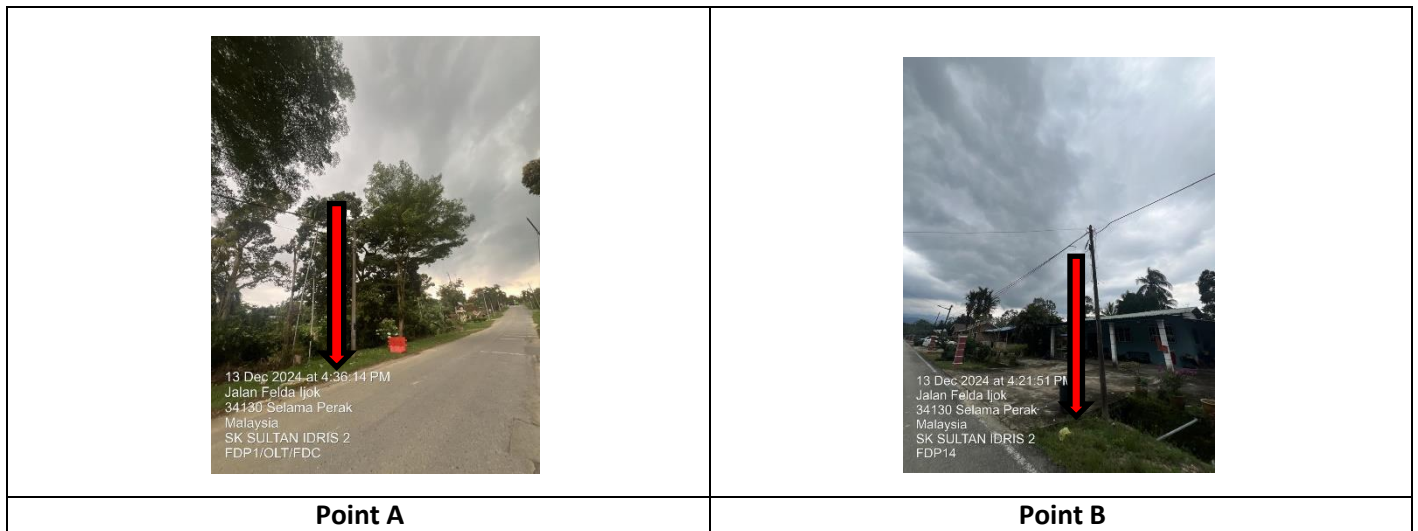 13 Dec 2024 at 4:36:14 PM
Jalan Felda Ijok
34130 Selama Perak
Malaysia
SK SULTAN IDRIS 2
FDP1/OLT/FDC
13 Dec 2024 at 4:21:51 PM
Jalan Felda Ijok
34130 Selama Perak
Malaysia
SK SULTAN IDRIS 2
FDP14
Point A
Point B